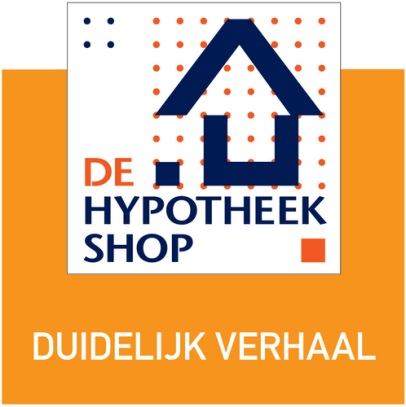 DE
HYPOTHEEK
SHOP
DUIDELIJK VERHAAL